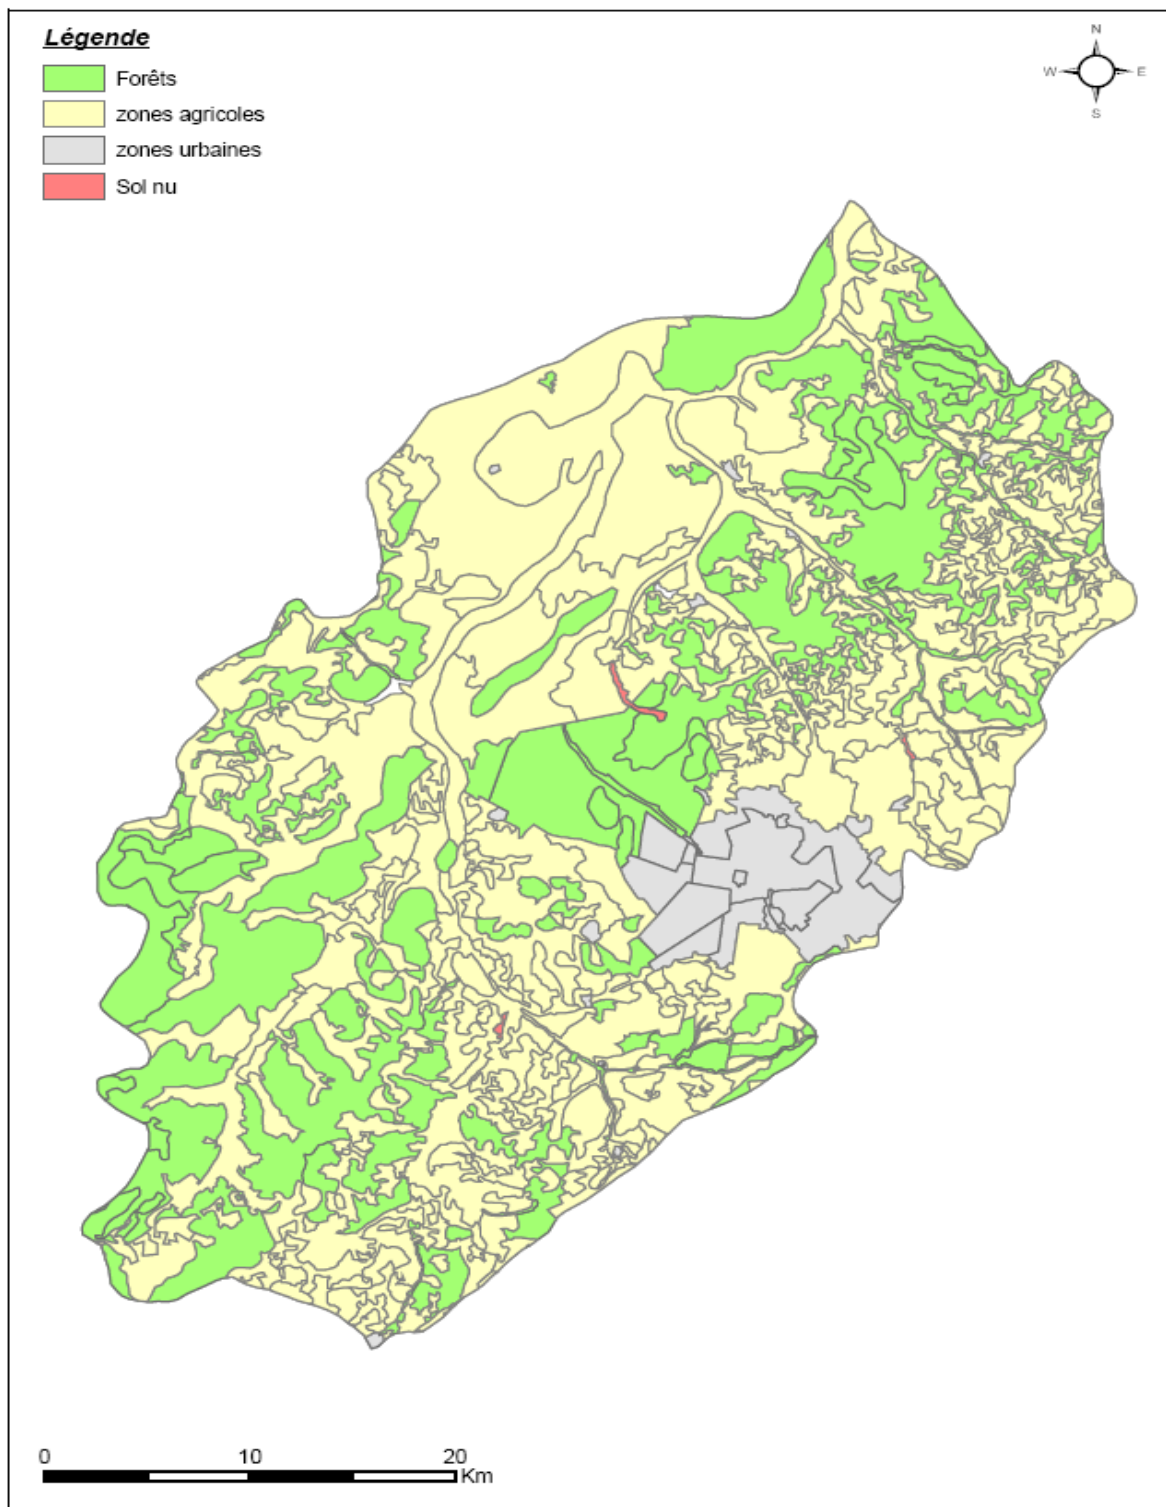 Légende
Forêts
zones agricoles
zones urbaines
Sol nu
N
W E
S
0 10 20
Km